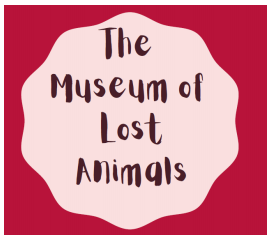 The
Museum of
Lost
Animals